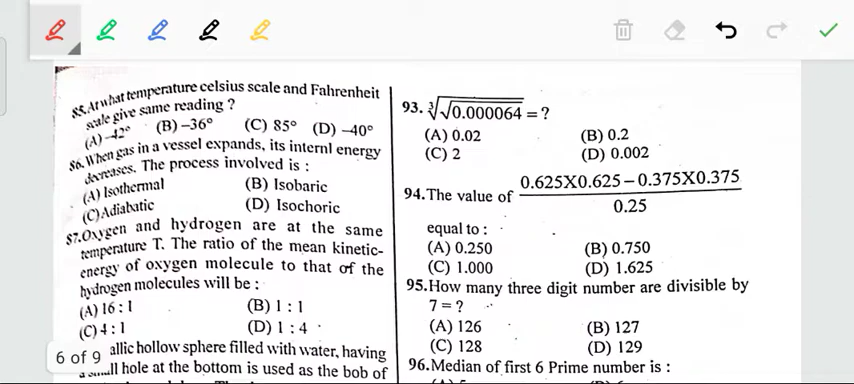 85.At what temperature celsius scale and Fahrenheit
scale give same reading ?
(A) –42° (B) –36° (C) 85° (D) –40°
86.When gas in a vessel expands, its internl energy
decreases. The process involved is :
(A) Isothermal (B) Isobaric
(C)Adiabatic (D) Isochoric
87.Oxygen and hydrogen are at the same
temperature T. The ratio of the mean kinetic-
energy of oxygen molecule to that of the
hydrogen molecules will be :
(A) 16 : 1 (B) 1 : 1
(C) 4 : 1 (D) 1 : 4
allic hollow sphere filled with water, having
a small hole at the bottom is used as the bob of
6 of 9
93. ∛√0.000064 = ?
(A) 0.02 (B) 0.2
(C) 2 (D) 0.002
94.The value of 0.625X0.625 – 0.375X0.375
0.25
equal to :
(A) 0.250 (B) 0.750
(C) 1.000 (D) 1.625
95.How many three digit number are divisible by
7 = ?
(A) 126 (B) 127
(C) 128 (D) 129
96.Median of first 6 Prime number is :